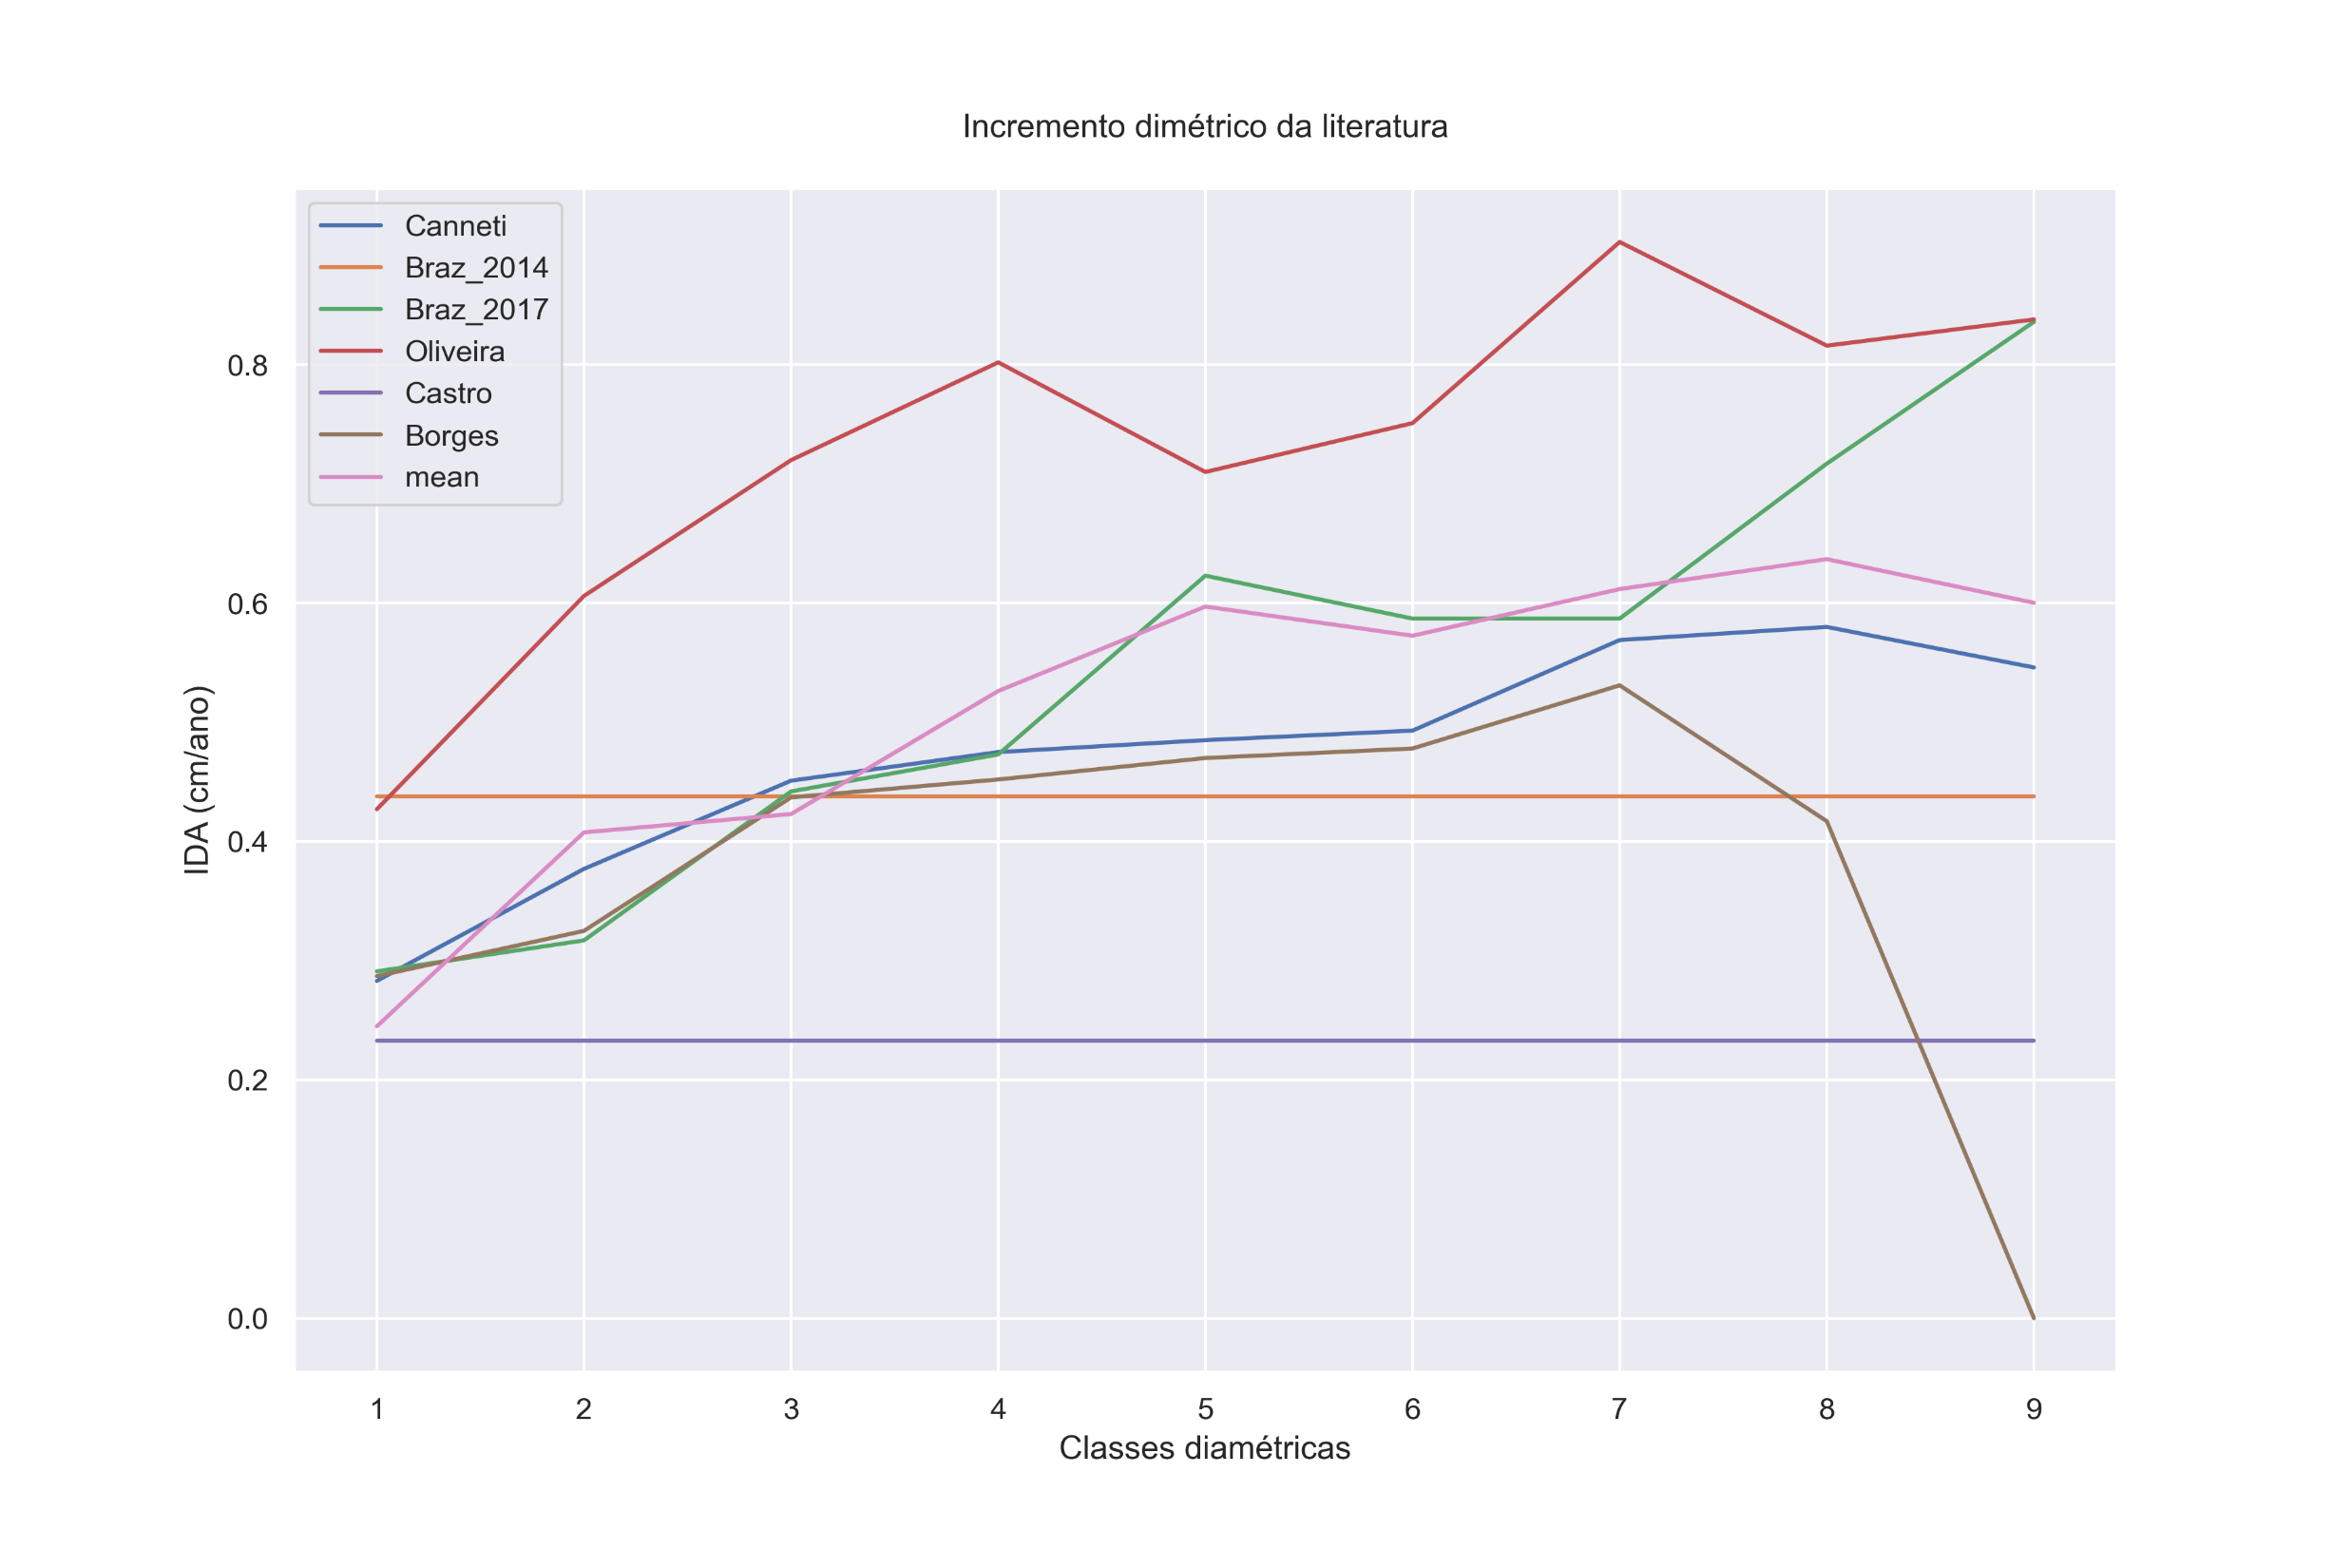 Incremento dimétrico da literatura
Canneti
Braz_2014
Braz_2017
Oliveira
Castro
Borges
mean
IDA (cm/ano)
0.8
0.6
0.4
0.2
0.0
1 2 3 4 5 6 7 8 9
Classes diamétricas